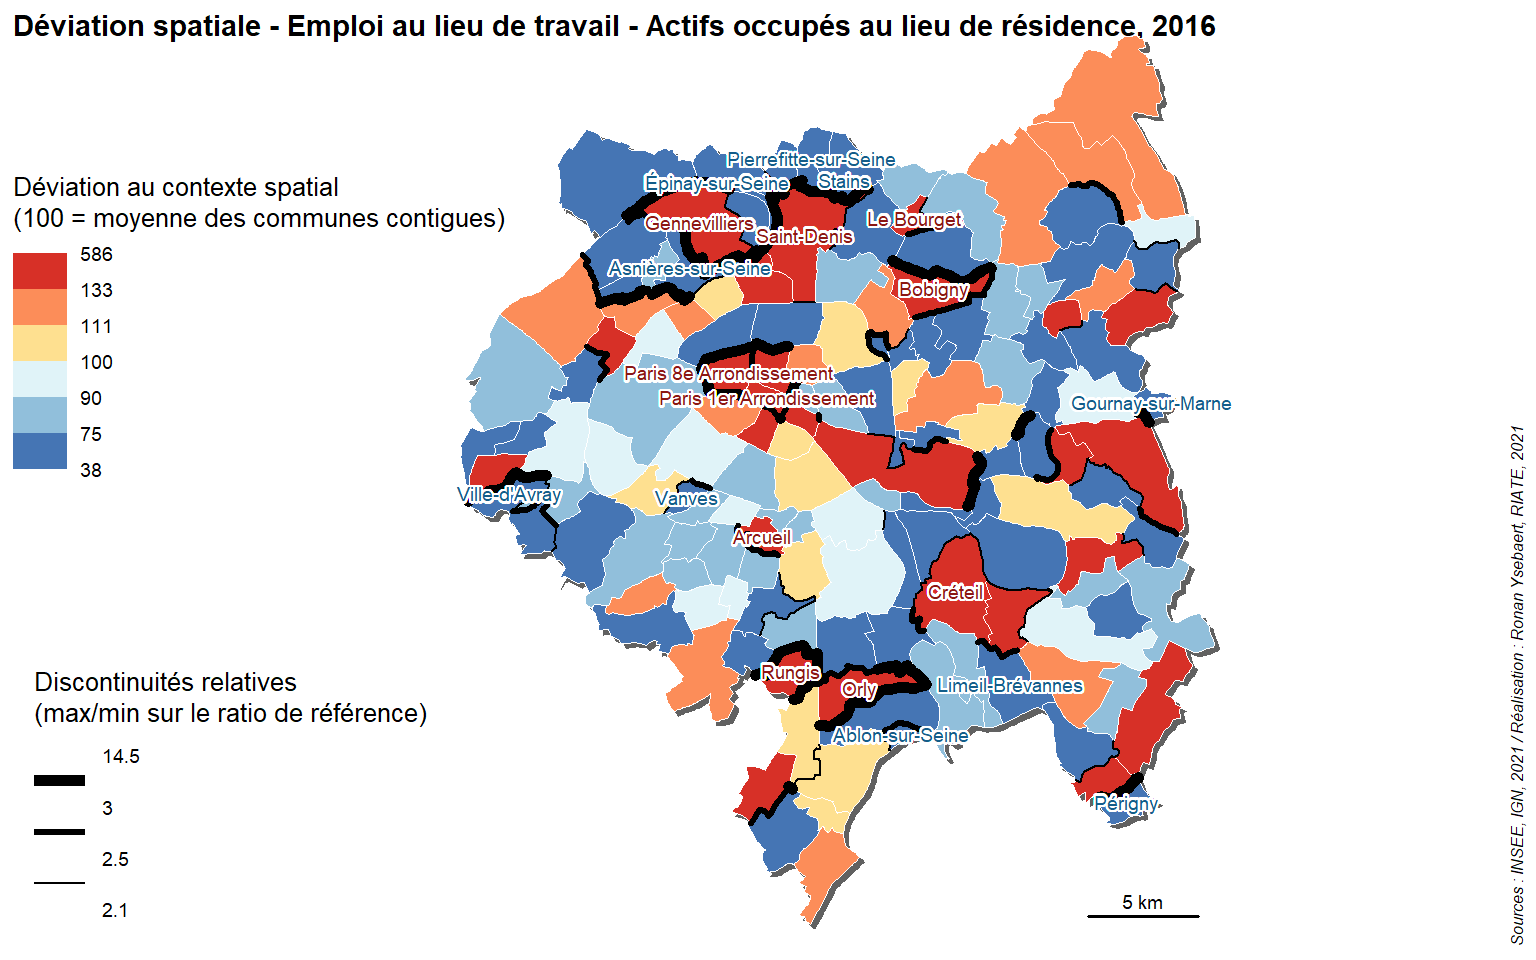 Déviation spatiale - Emploi au lieu de travail - Actifs occupés au lieu de résidence, 2016
Déviation au contexte spatial
(100 = moyenne des communes contigues)
586
133
111
100
90
75
38
Pierrefitte-sur-Seine
Épinay-sur-Seine
Stains
Gennevilliers
Le Bourget
Saint-Denis
Asnières-sur-Seine
Bobigny
Paris 8e Arrondissement
Paris 1er Arrondissement
Gournay-sur-Marne
Ville-d'Avray
Vanves
Arcueil
Créteil
Rungis
Orly
Limeil-Brévannes
Ablon-sur-Seine
Périgny
Discontinuités relatives
(max/min sur le ratio de référence)
14.5
3
2.5
2.1
5 km
Sources : INSEE, IGN, 2021 / Réalisation : Ronan Ysebaert, RIATE, 2021